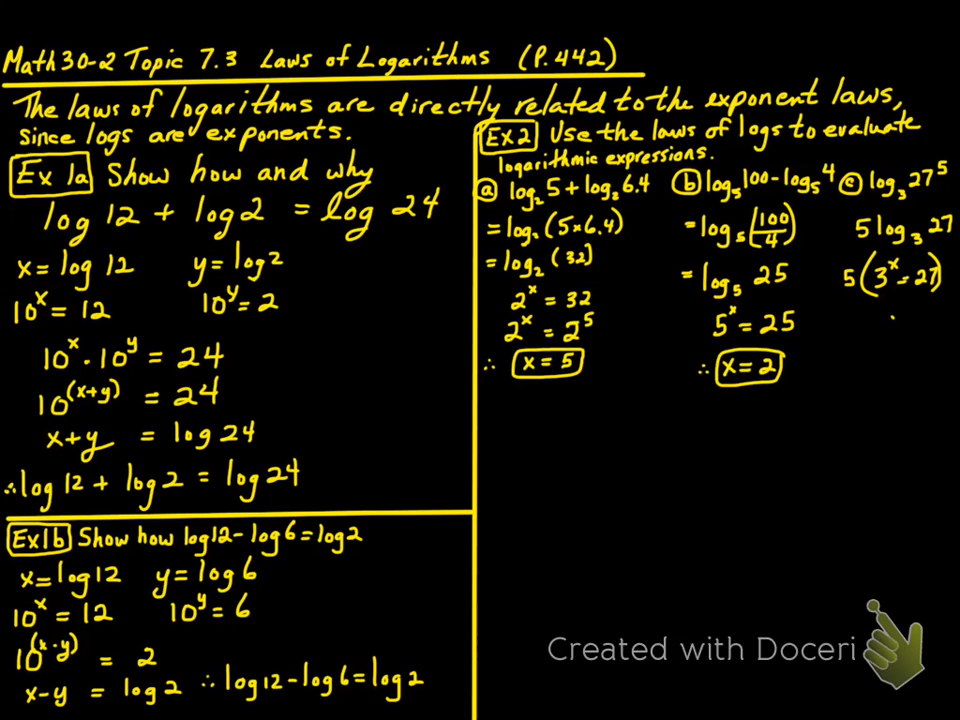 Math 30-2 Topic 7.3 Laws of Logarithms (P.442)
The laws of logarithms are directly related to the exponent laws,
since logs are exponents.
Ex 1a Show how and why
log 12 + log 2 = log 24
x = log 12 y = log 2
10^x = 12 10^y = 2
10^x · 10^y = 24
10^(x+y) = 24
x+y = log 24
∴ log 12 + log 2 = log 24
Ex 1b Show how log 12 - log 6 = log 2
x = log 12 y = log 6
10^x = 12 10^y = 6
10^(x-y) = 2
x-y = log 2 ∴ log 12 - log 6 = log 2
Ex 2 Use the laws of logs to evaluate
logarithmic expressions.
ⓐ log₂ 5 + log₂ 6.4
= log₂ (5×6.4)
= log₂ (32)
2^x = 32
2^x = 2^5
∴ x = 5
ⓑ log₅ 100 - log₅ 4
= log₅ (100/4)
= log₅ 25
5^x = 25
∴ x = 2
ⓒ log₃ 27^5
5 log₃ 27
5 (3^x = 27)
Created with Doceri